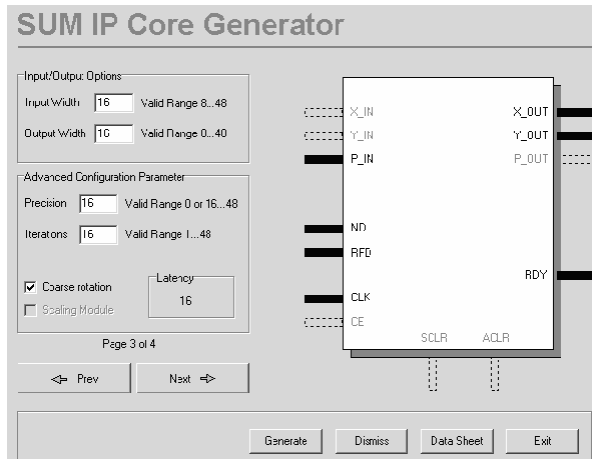 SUM IP Core Generator
Input/Output Options
Input Width 16 Valid Range 8...48
Output Width 16 Valid Range 8...48
Advanced Configuration Parameter
Precision 16 Valid Range 0 or 16...48
Iterations 16 Valid Range 1...48
Coarse rotation
Scaling Module
Latency
16
Page 3 of 4
Prev
Next
X_IN
Y_IN
P_IN
ND
RFD
CLK
CE
X_OUT
Y_OUT
P_OUT
RDY
SCLR
ACLR
Generate
Dismiss
Data Sheet
Exit